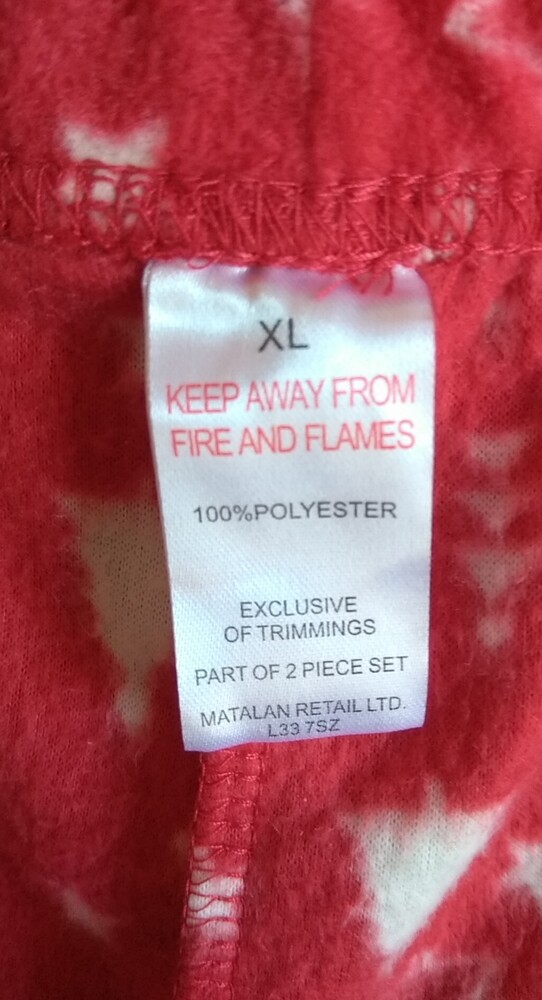 XL
KEEP AWAY FROM
FIRE AND FLAMES
100%POLYESTER
EXCLUSIVE
OF TRIMMINGS
PART OF 2 PIECE SET
MATALAN RETAIL LTD.
L33 7SZ